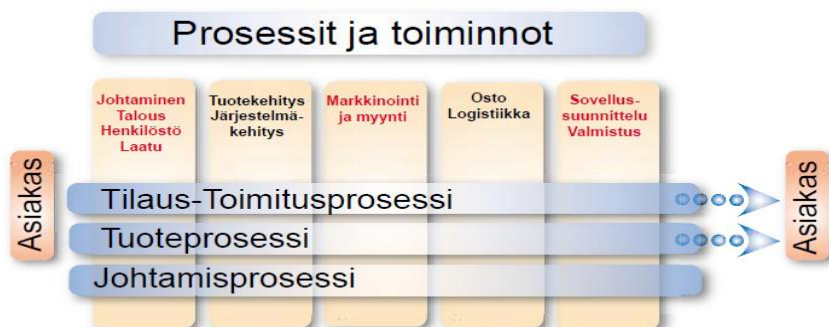 Prosessit ja toiminnot
Johtaminen
Talous
Henkilöstö
Laatu
Tuotekehitys
Järjestelmä-
kehitys
Markkinointi
ja myynti
Osto
Logistiikka
Sovellus-
suunnittelu
Valmistus
Asiakas
Tilaus-Toimitusprosessi
Tuoteprosessi
Johtamisprosessi
Asiakas